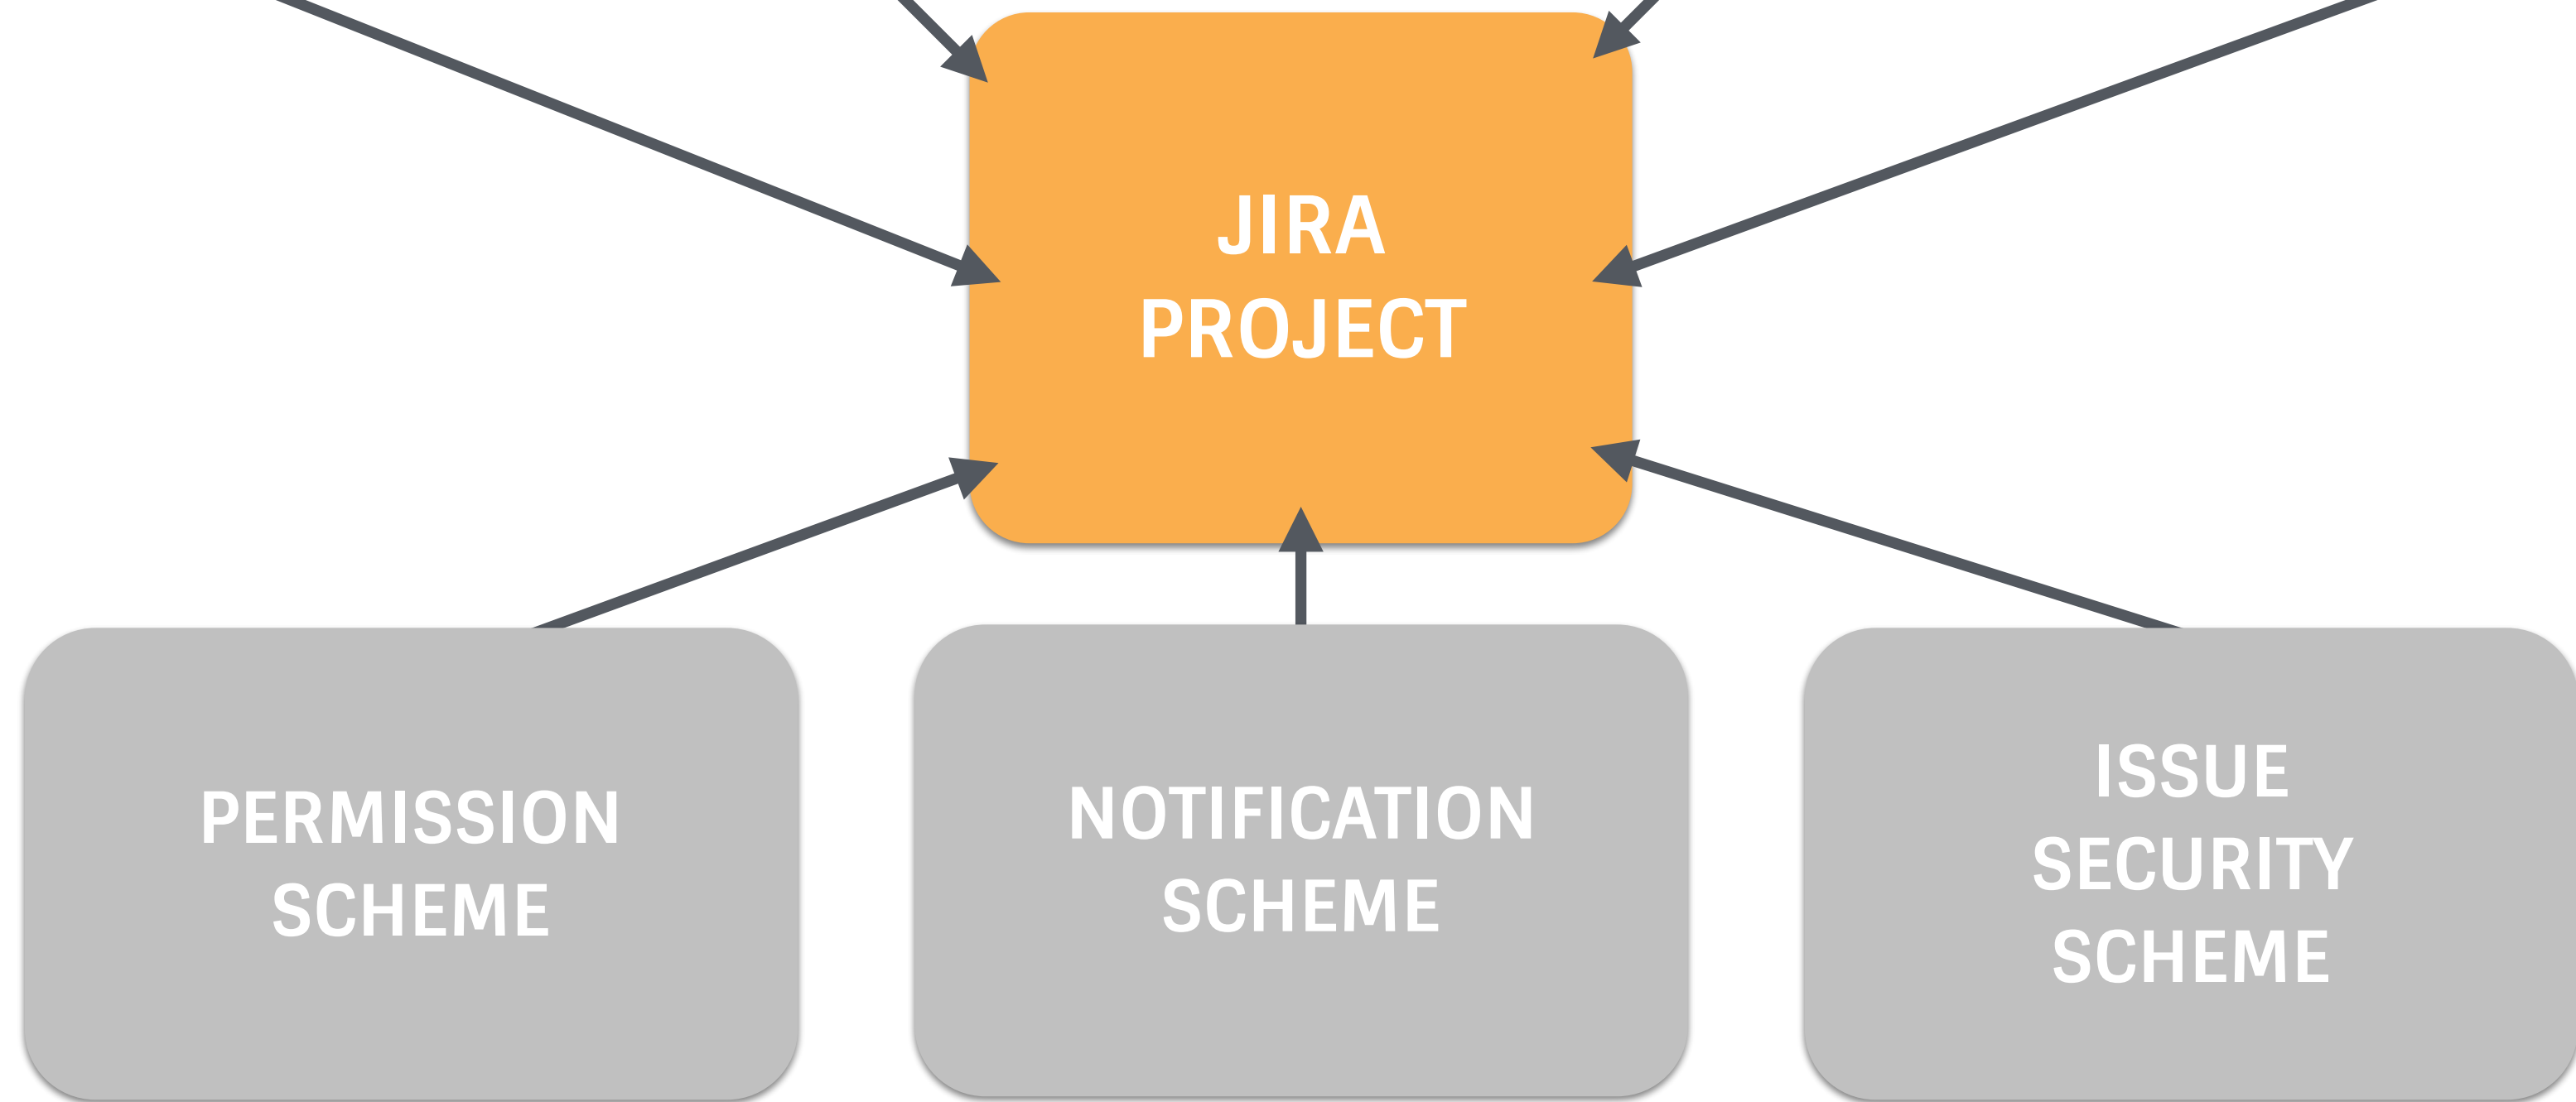 JIRA
PROJECT
PERMISSION
SCHEME
NOTIFICATION
SCHEME
ISSUE
SECURITY
SCHEME